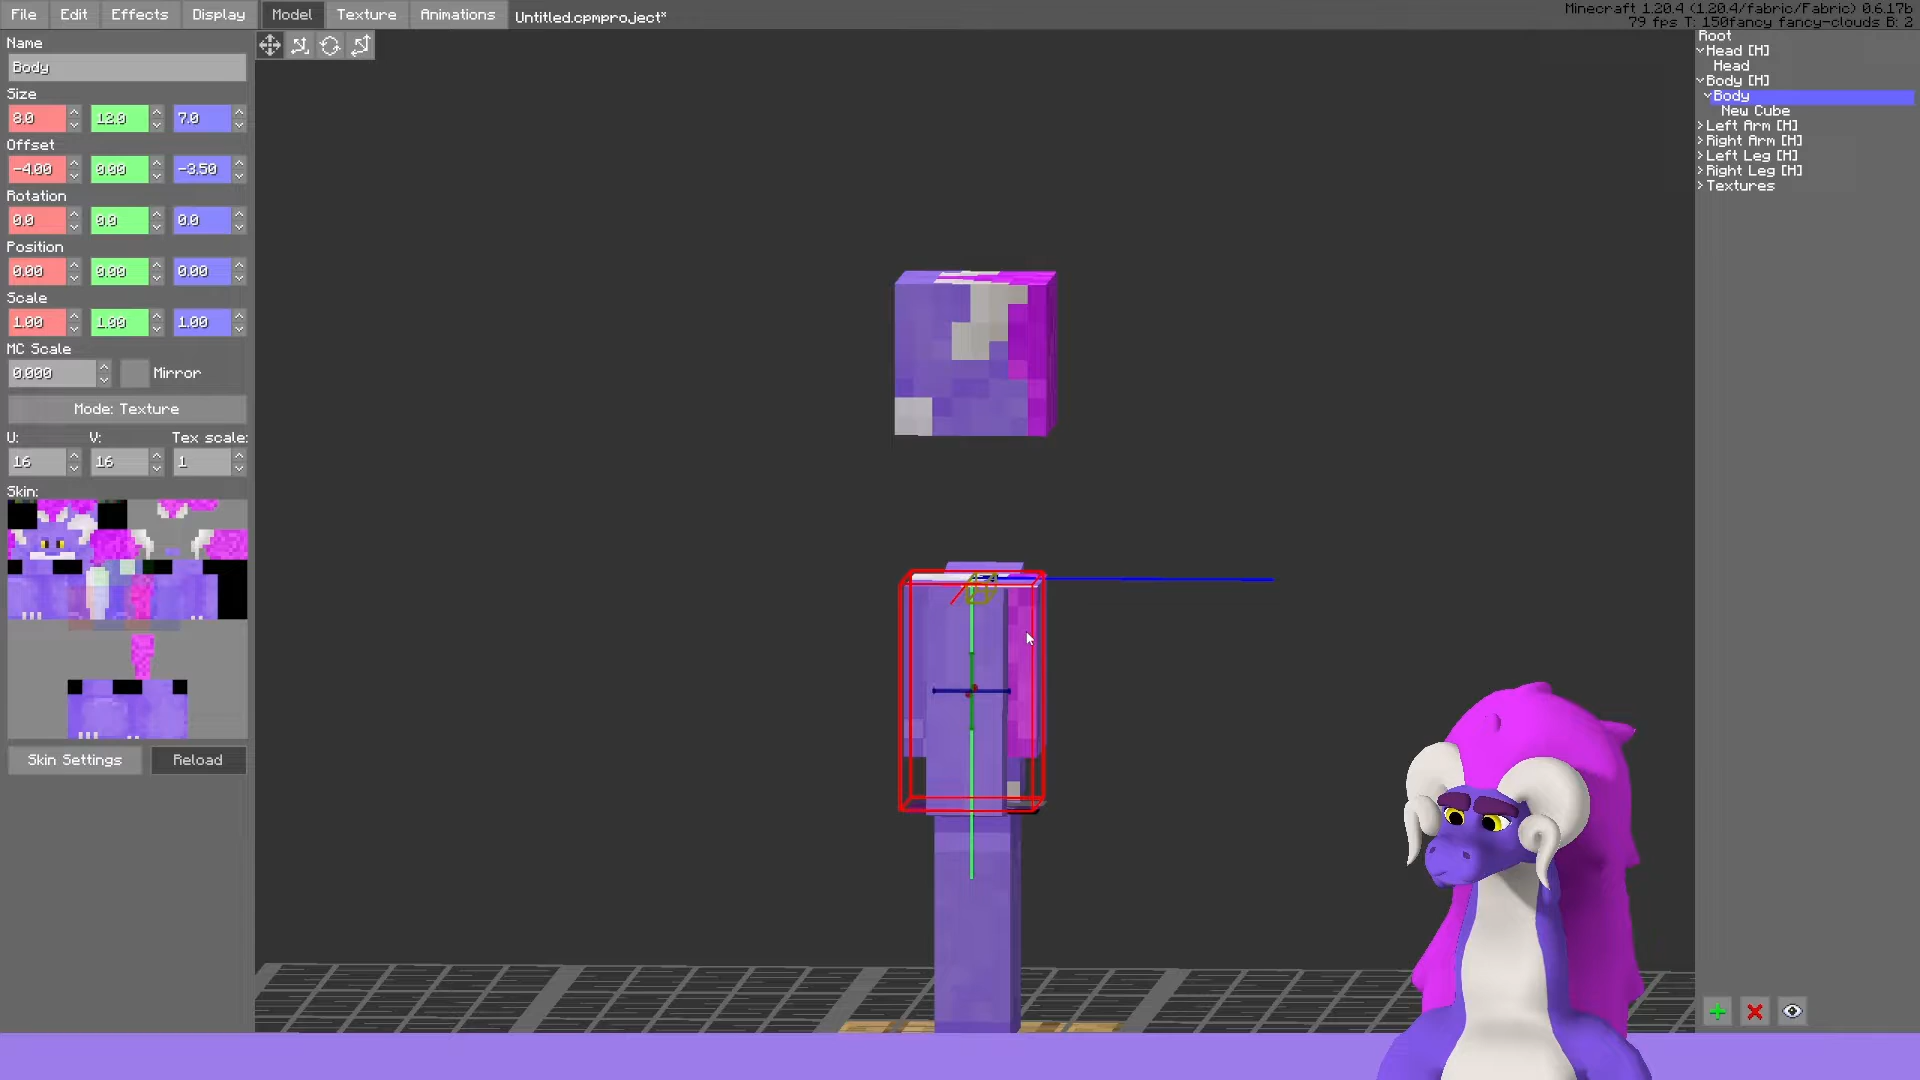 File Edit Effects Display Model Texture Animations Untitled.cpmproject*
Minecraft 1.20.4 (1.20.4/fabric/Fabric) 0.6.17b
79 fps T: 150fancy fancy-clouds B: 2
Name
Body
Size
8.0 12.0 7.0
Offset
-4.00 0.00 -3.50
Rotation
0.0 0.0 0.0
Position
0.00 0.00 0.00
Scale
1.00 1.00 1.00
MC Scale
0.000 Mirror
Mode: Texture
U: V: Tex scale:
16 16 1
Skin:
Skin Settings Reload
Root
Head [H]
Head
Body [H]
Body
New Cube
Left Arm [H]
Right Arm [H]
Left Leg [H]
Right Leg [H]
Textures